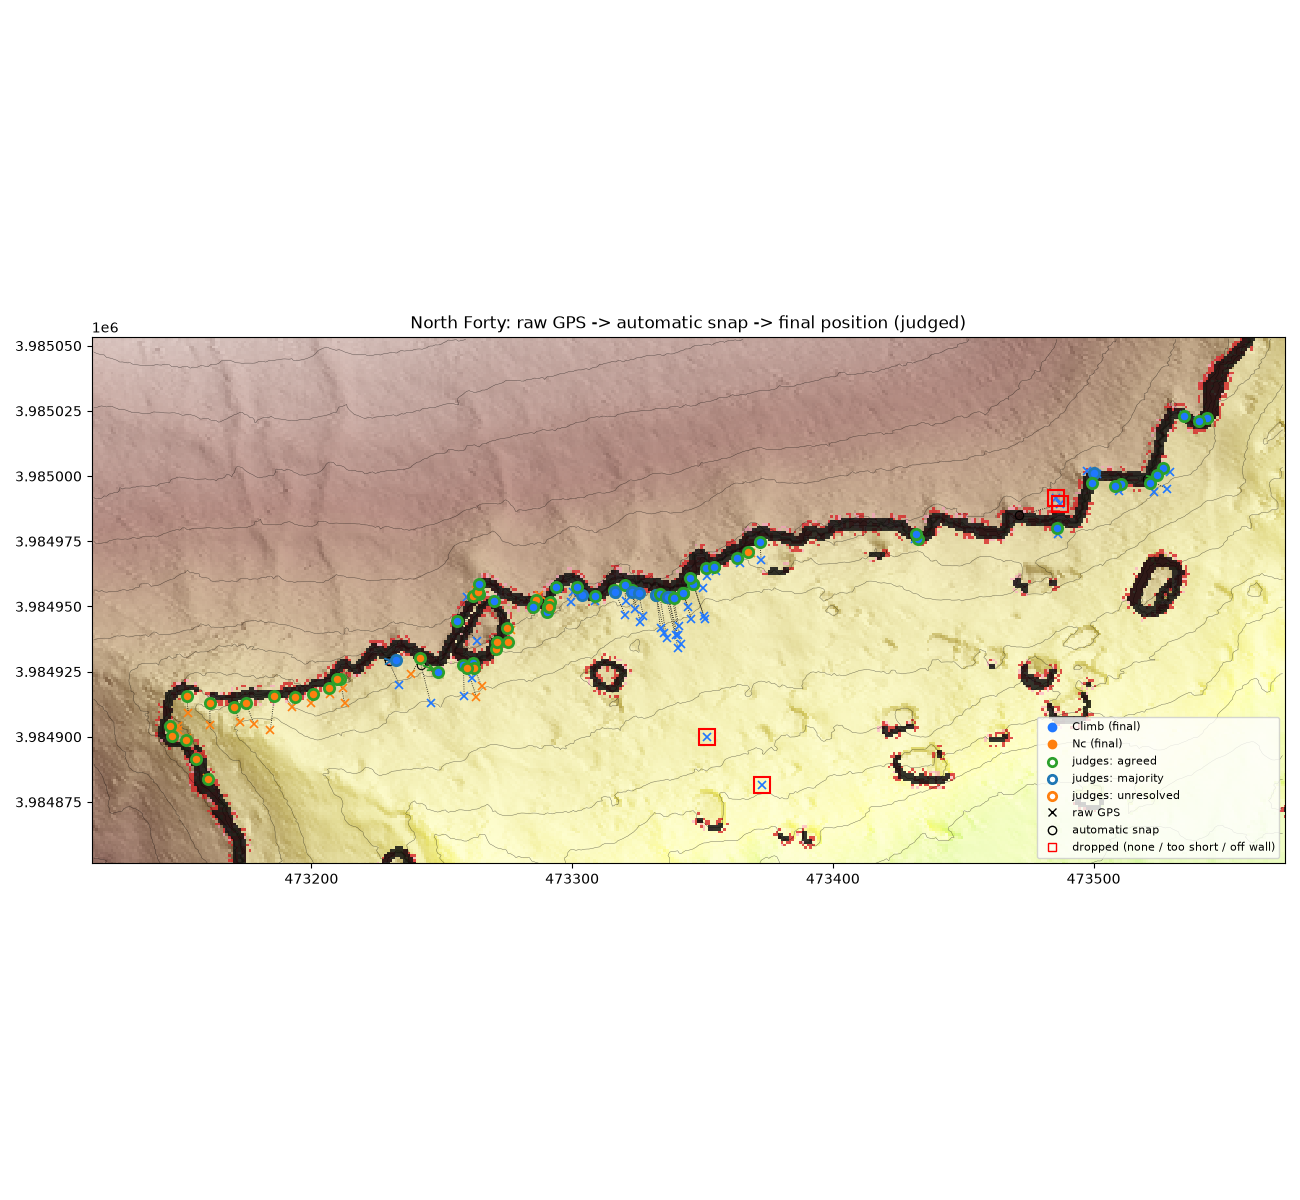 North Forty: raw GPS -> automatic snap -> final position (judged)
1e6
3.985050
3.985025
3.985000
3.984975
3.984950
3.984925
3.984900
3.984875
Climb (final)
Nc (final)
judges: agreed
judges: majority
judges: unresolved
raw GPS
automatic snap
dropped (none / too short / off wall)
473200 473300 473400 473500